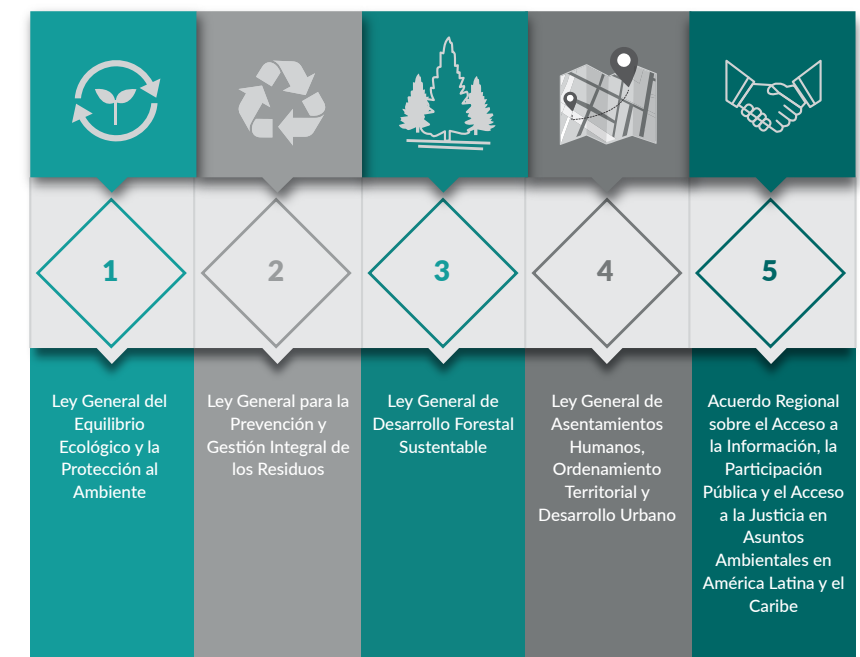 1
Ley General del
Equilibrio
Ecológico y la
Protección al
Ambiente
2
Ley General para la
Prevención y
Gestión Integral de
los Residuos
3
Ley General de
Desarrollo Forestal
Sustentable
4
Ley General de
Asentamientos
Humanos,
Ordenamiento
Territorial y
Desarrollo Urbano
5
Acuerdo Regional
sobre el Acceso a
la Información, la
Participación
Pública y el Acceso
a la Justicia en
Asuntos
Ambientales en
América Latina y el
Caribe